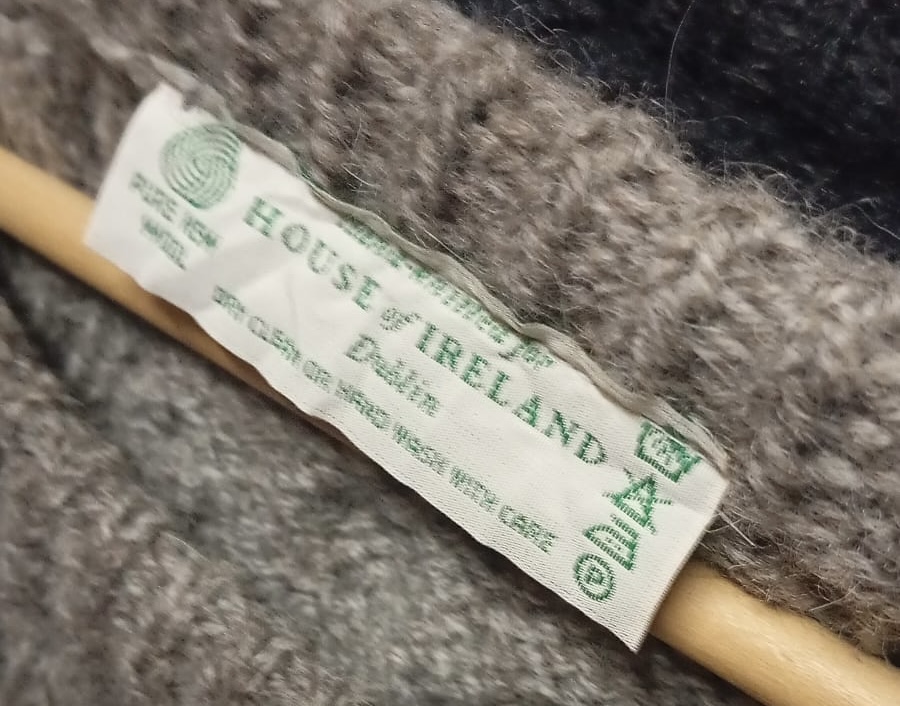 PURE NEW
WOOL
HOUSE of IRELAND
Dublin
DRY CLEAN OR HAND WASH WITH CARE
P